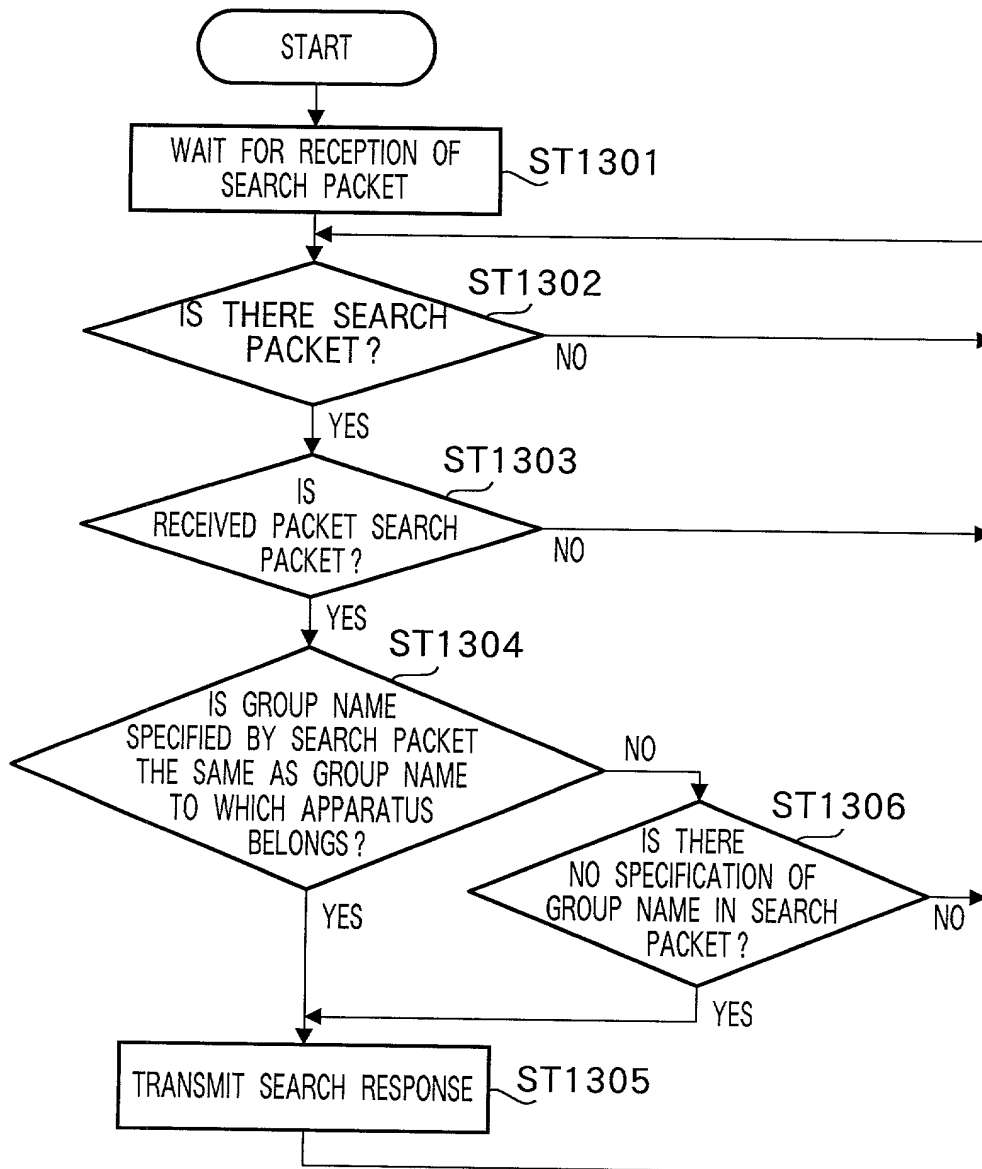 START
WAIT FOR RECEPTION OF
SEARCH PACKET
ST1301
ST1302
IS THERE SEARCH
PACKET?
NO
YES
ST1303
IS
RECEIVED PACKET SEARCH
PACKET?
NO
YES
ST1304
IS GROUP NAME
SPECIFIED BY SEARCH PACKET
THE SAME AS GROUP NAME
TO WHICH APPARATUS
BELONGS?
NO
YES
ST1306
IS THERE
NO SPECIFICATION OF
GROUP NAME IN SEARCH
PACKET?
NO
YES
TRANSMIT SEARCH RESPONSE
ST1305